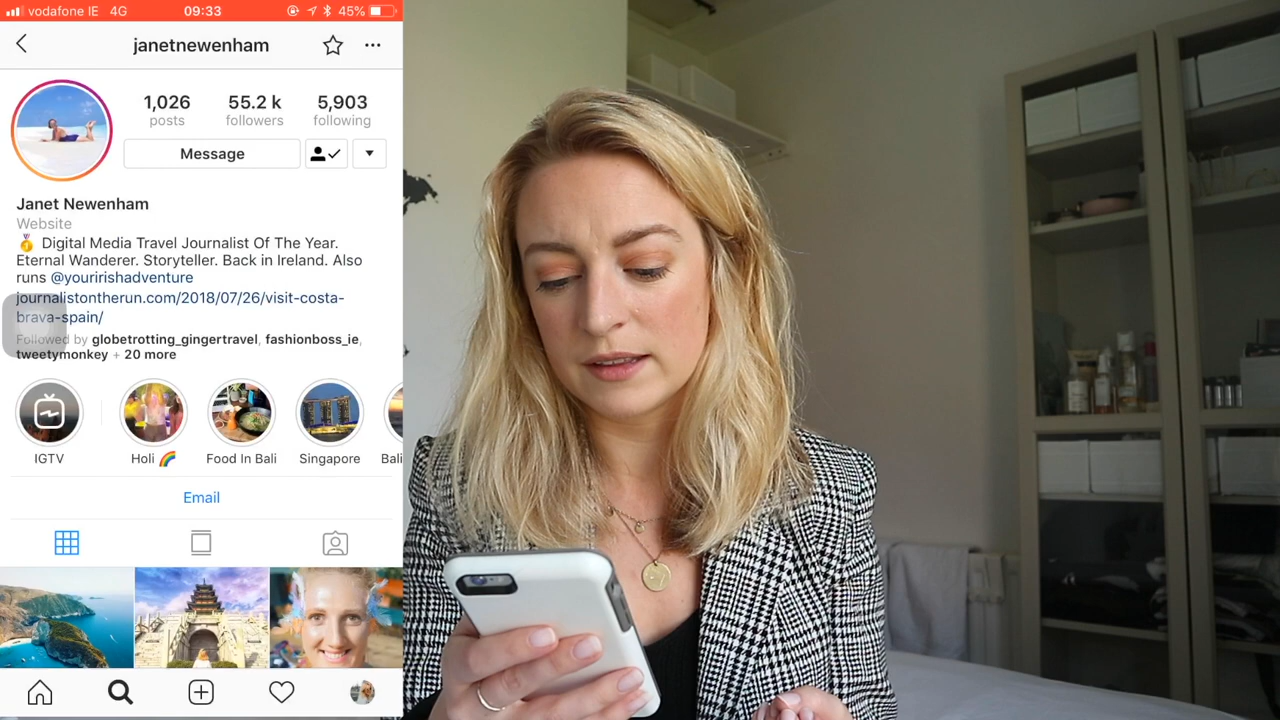 vodafone IE 4G 09:33 45%
janetnewenham
1,026 55.2 k 5,903
posts followers following
Message
Janet Newenham
Website
🥇 Digital Media Travel Journalist Of The Year.
Eternal Wanderer. Storyteller. Back in Ireland. Also
runs @youririshadventure
journalistontherun.com/2018/07/26/visit-costa-
brava-spain/
Followed by globetrotting_gingertravel, fashionboss_ie,
tweetymonkey + 20 more
IGTV Holi 🌈 Food In Bali Singapore Bali
Email